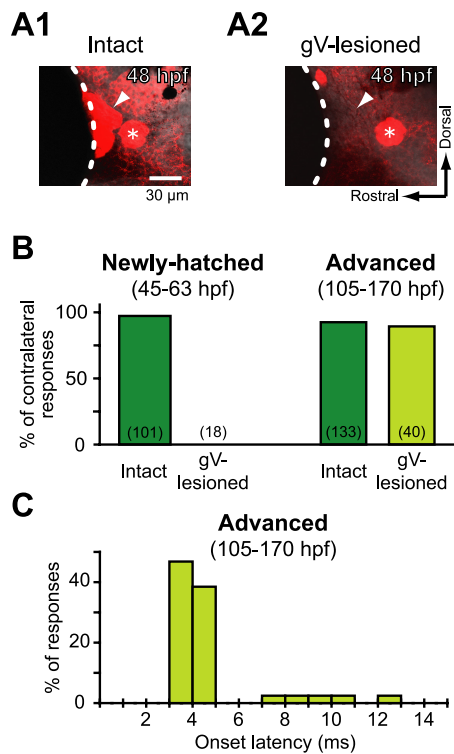 A1
Intact
48 hpf
*
30 µm
A2
gV-lesioned
48 hpf
*
Dorsal
Rostral
B
Newly-hatched
(45-63 hpf)
Advanced
(105-170 hpf)
% of contralateral
responses
100
50
0
(101)
(18)
(133)
(40)
Intact
gV-
lesioned
Intact
gV-
lesioned
C
Advanced
(105-170 hpf)
% of responses
40
20
0
2 4 6 8 10 12 14
Onset latency (ms)